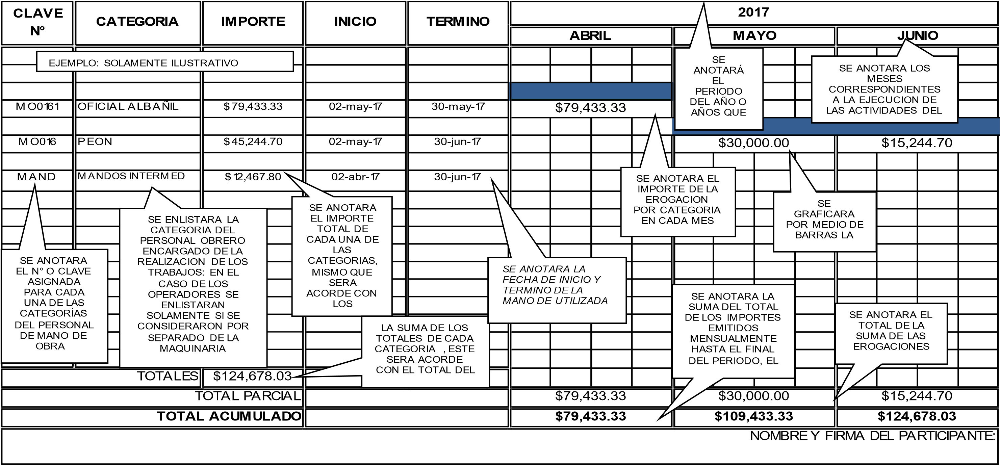 CLAVE
N°
CATEGORIA
IMPORTE
INICIO
TERMINO
2017
ABRIL
MAYO
JUNIO
EJEMPLO: SOLAMENTE ILUSTRATIVO
SE
ANOTARÁ
EL
PERIODO
DEL AÑO O
AÑOS QUE
SE ANOTARA LOS
MESES
CORRESPONDIENTES
A LA EJECUCION DE
LAS ACTIVIDADES DEL
MO0161 OFICIAL ALBAÑIL $79,433.33 02-may-17 30-may-17 $79,433.33
MO016 PEON $45,244.70 02-may-17 30-jun-17 $30,000.00 $15,244.70
MAND MANDOS INTERMED $12,467.80 02-abr-17 30-jun-17
SE ANOTARA EL
IMPORTE DE LA
EROGACION
POR CATEGORIA
EN CADA MES
SE
GRAFICARA
POR MEDIO DE
BARRAS LA
SE ANOTARA
EL N° O CLAVE
ASIGNADA
PARA CADA
UNA DE LAS
CATEGORÍAS
DEL PERSONAL
DE MANO DE
OBRA
SE ENLISTARA LA
CATEGORIA DEL
PERSONAL OBRERO
ENCARGADO DE LA
REALIZACION DE LOS
TRABAJOS: EN EL
CASO DE LOS
OPERADORES SE
ENLISTARAN
SOLAMENTE SI SE
CONSIDERARON POR
SEPARADO DE LA
MAQUINARIA
SE ANOTARA
EL IMPORTE
TOTAL DE
CADA UNA DE
LAS
CATEGORIAS,
MISMO QUE
SERA
ACORDE CON
LOS
SE ANOTARA LA
FECHA DE INICIO Y
TERMINO DE LA
MANO DE UTILIZADA
LA SUMA DE LOS
TOTALES DE CADA
CATEGORIA , ESTE
SERA ACORDE
CON EL TOTAL DEL
SE ANOTARA LA
SUMA DEL TOTAL
DE LOS IMPORTES
EMITIDOS
MENSUALMENTE
HASTA EL FINAL
DEL PERIODO, EL
SE ANOTARA EL
TOTAL DE LA
SUMA DE LAS
EROGACIONES
TOTALES $124,678.03
TOTAL PARCIAL $79,433.33 $30,000.00 $15,244.70
TOTAL ACUMULADO $79,433.33 $109,433.33 $124,678.03
NOMBRE Y FIRMA DEL PARTICIPANTE: